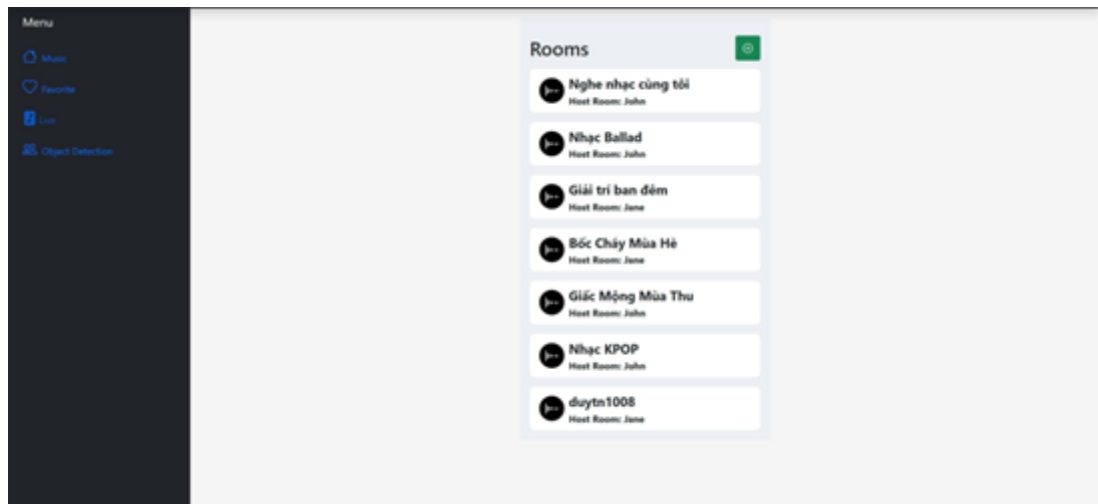 Menu
Music
Favorite
Live
Object Detection
Rooms
Nghe nhạc cùng tôi
Host Room: John
Nhạc Ballad
Host Room: John
Giải trí ban đêm
Host Room: Jane
Bốc Cháy Mùa Hè
Host Room: Jane
Giấc Mộng Mùa Thu
Host Room: John
Nhạc KPOP
Host Room: John
duytn1008
Host Room: Jane